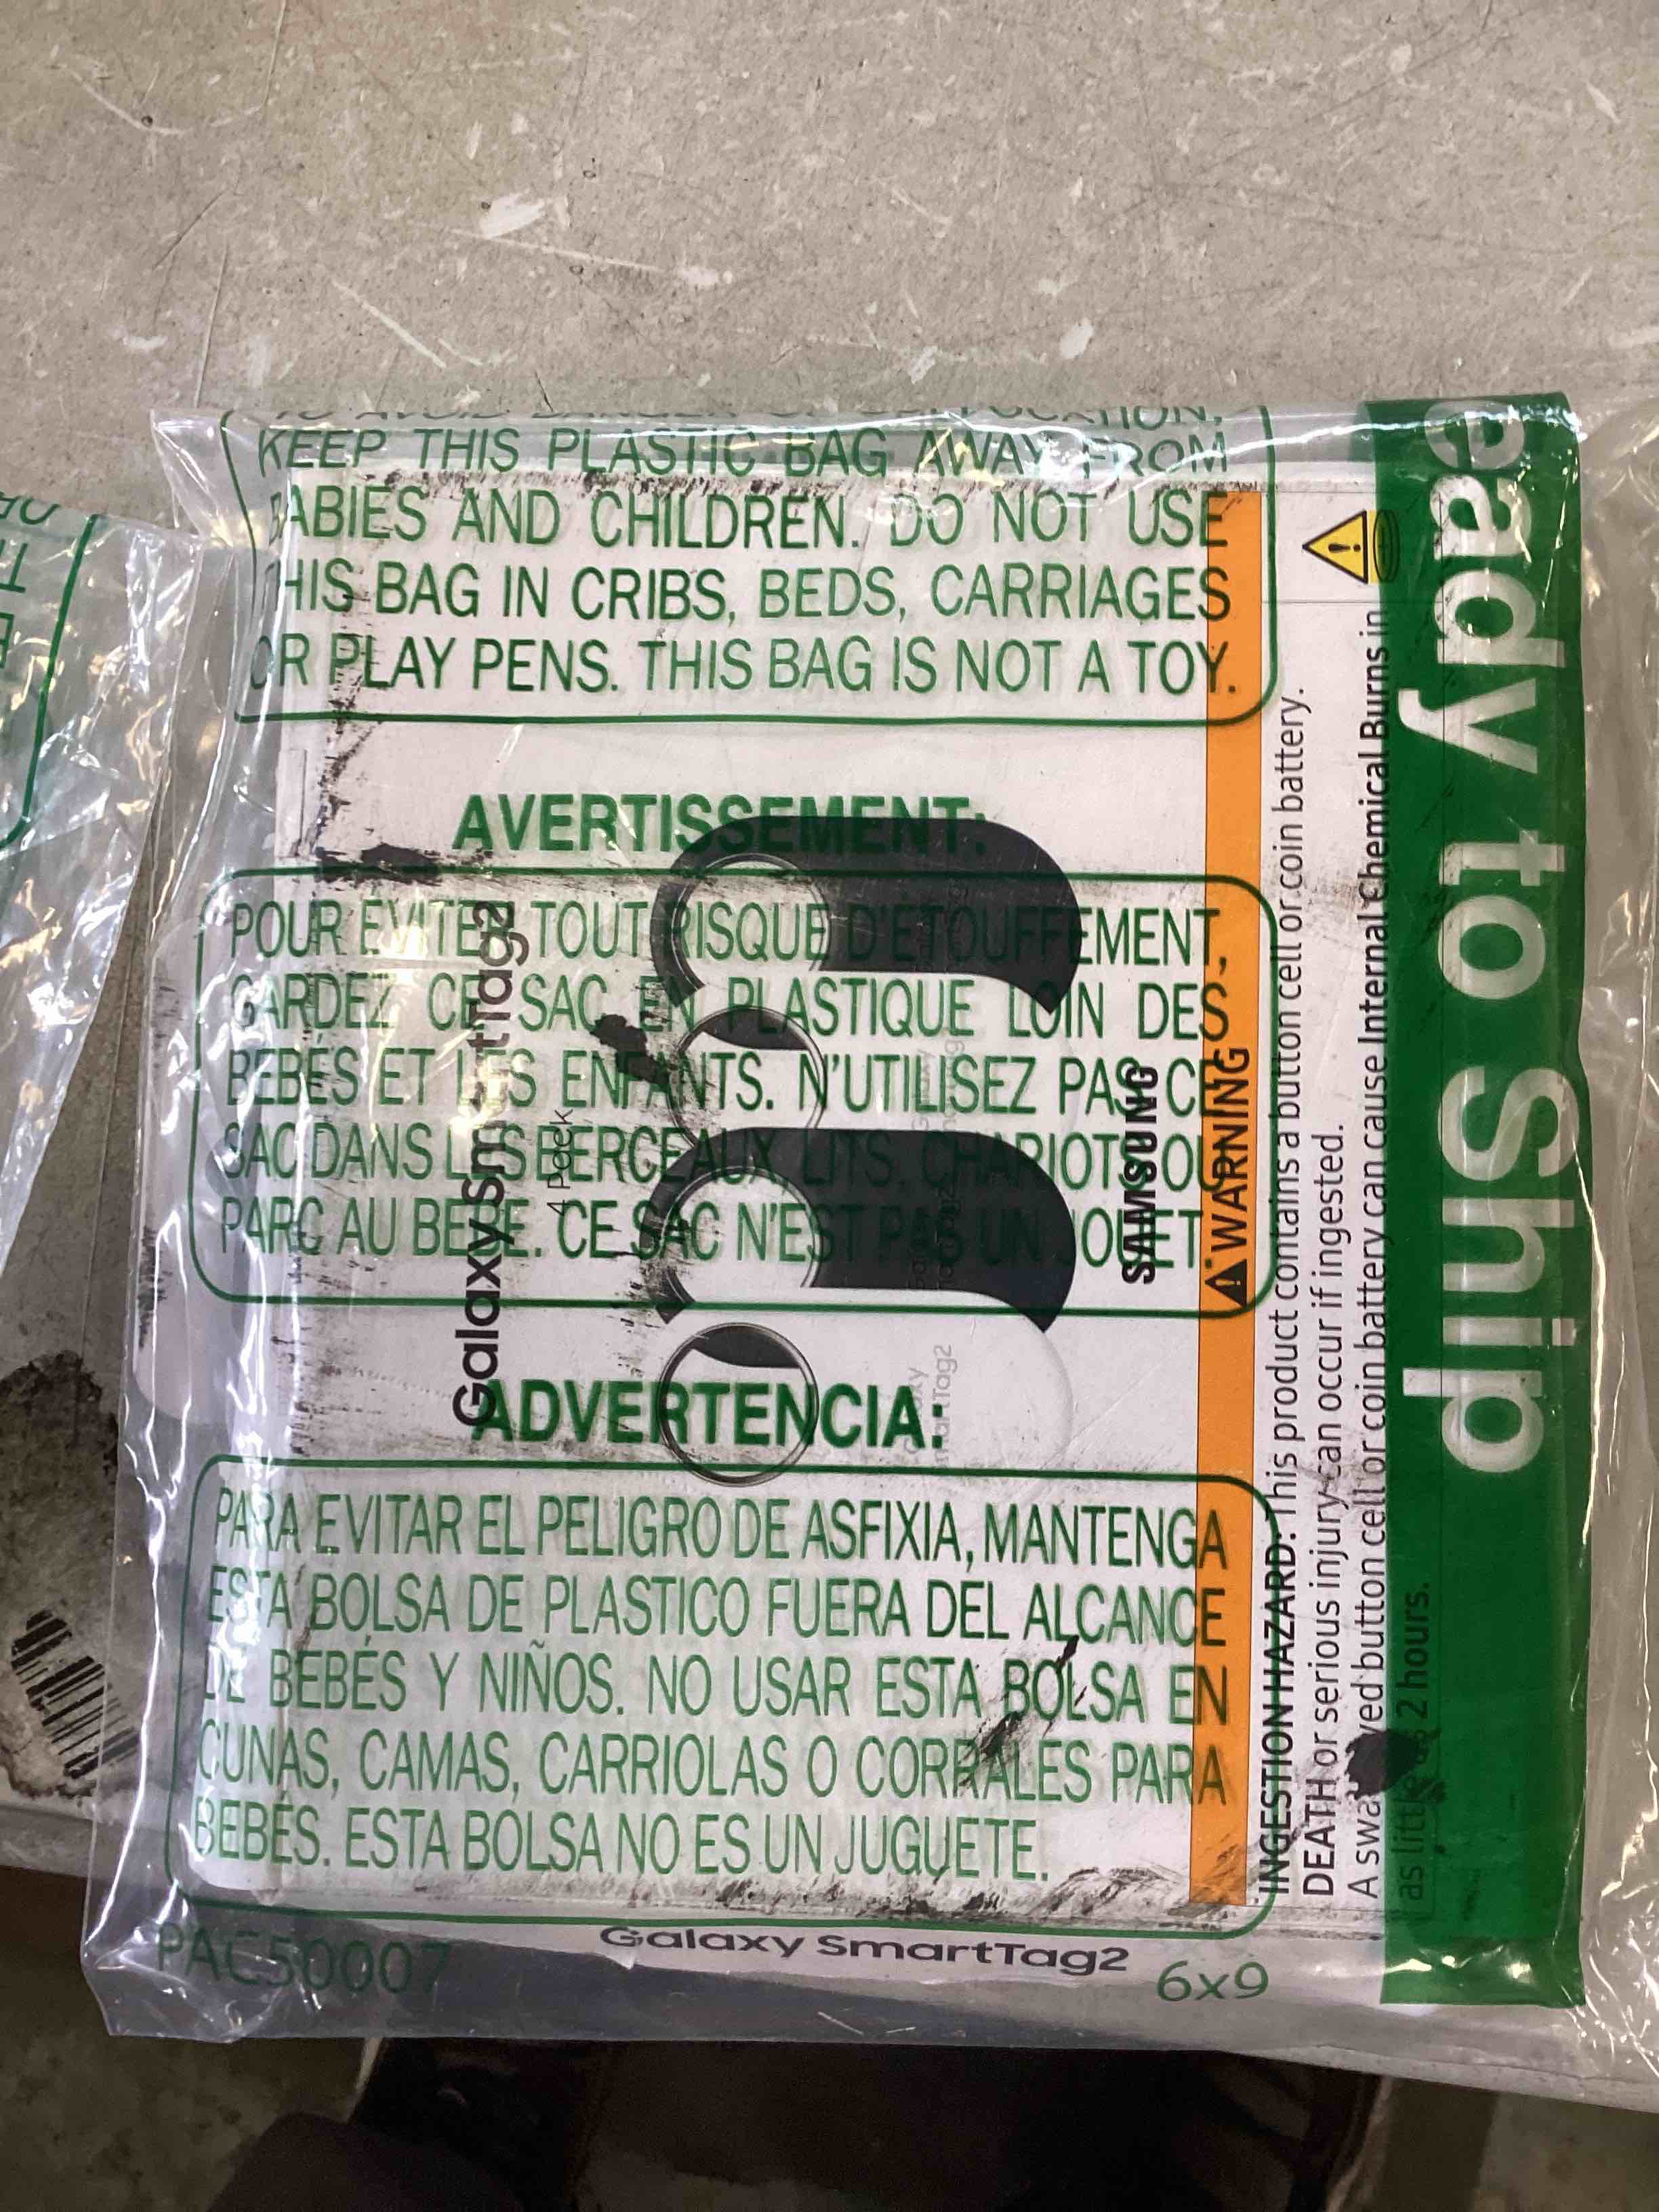 KEEP THIS PLASTIC BAG AWAY FROM
BABIES AND CHILDREN. DO NOT USE
THIS BAG IN CRIBS, BEDS, CARRIAGES
OR PLAY PENS. THIS BAG IS NOT A TOY.
AVERTISSEMENT:
POUR ÉVITER TOUT RISQUE D'ETOUFFEMENT,
GARDEZ CE SAC EN PLASTIQUE LOIN DES
BEBÉS ET LES ENFANTS. N'UTILISEZ PAS CE
SAC DANS LES BERCEAUX, LITS, CHARIOTS OU
PARC AU BEBE. CE SAC N'EST PAS UN JOUET.
ADVERTENCIA:
PARA EVITAR EL PELIGRO DE ASFIXIA, MANTENGA
ESTA BOLSA DE PLASTICO FUERA DEL ALCANCE
DE BEBÉS Y NIÑOS. NO USAR ESTA BOLSA EN
CUNAS, CAMAS, CARRIOLAS O CORRALES PARA
BEBÉS. ESTA BOLSA NO ES UN JUGUETE.
PAC50007
6x9
Galaxy SmartTag2
Galaxy SmartTag2
4 Pack
Galaxy
SmartTag2
SAMSUNG
WARNING
INGESTION HAZARD: This product contains a button cell or coin battery.
DEATH or serious injury can occur if ingested.
A swallowed button cell or coin battery can cause Internal Chemical Burns in
as little as 2 hours.
eady to Ship